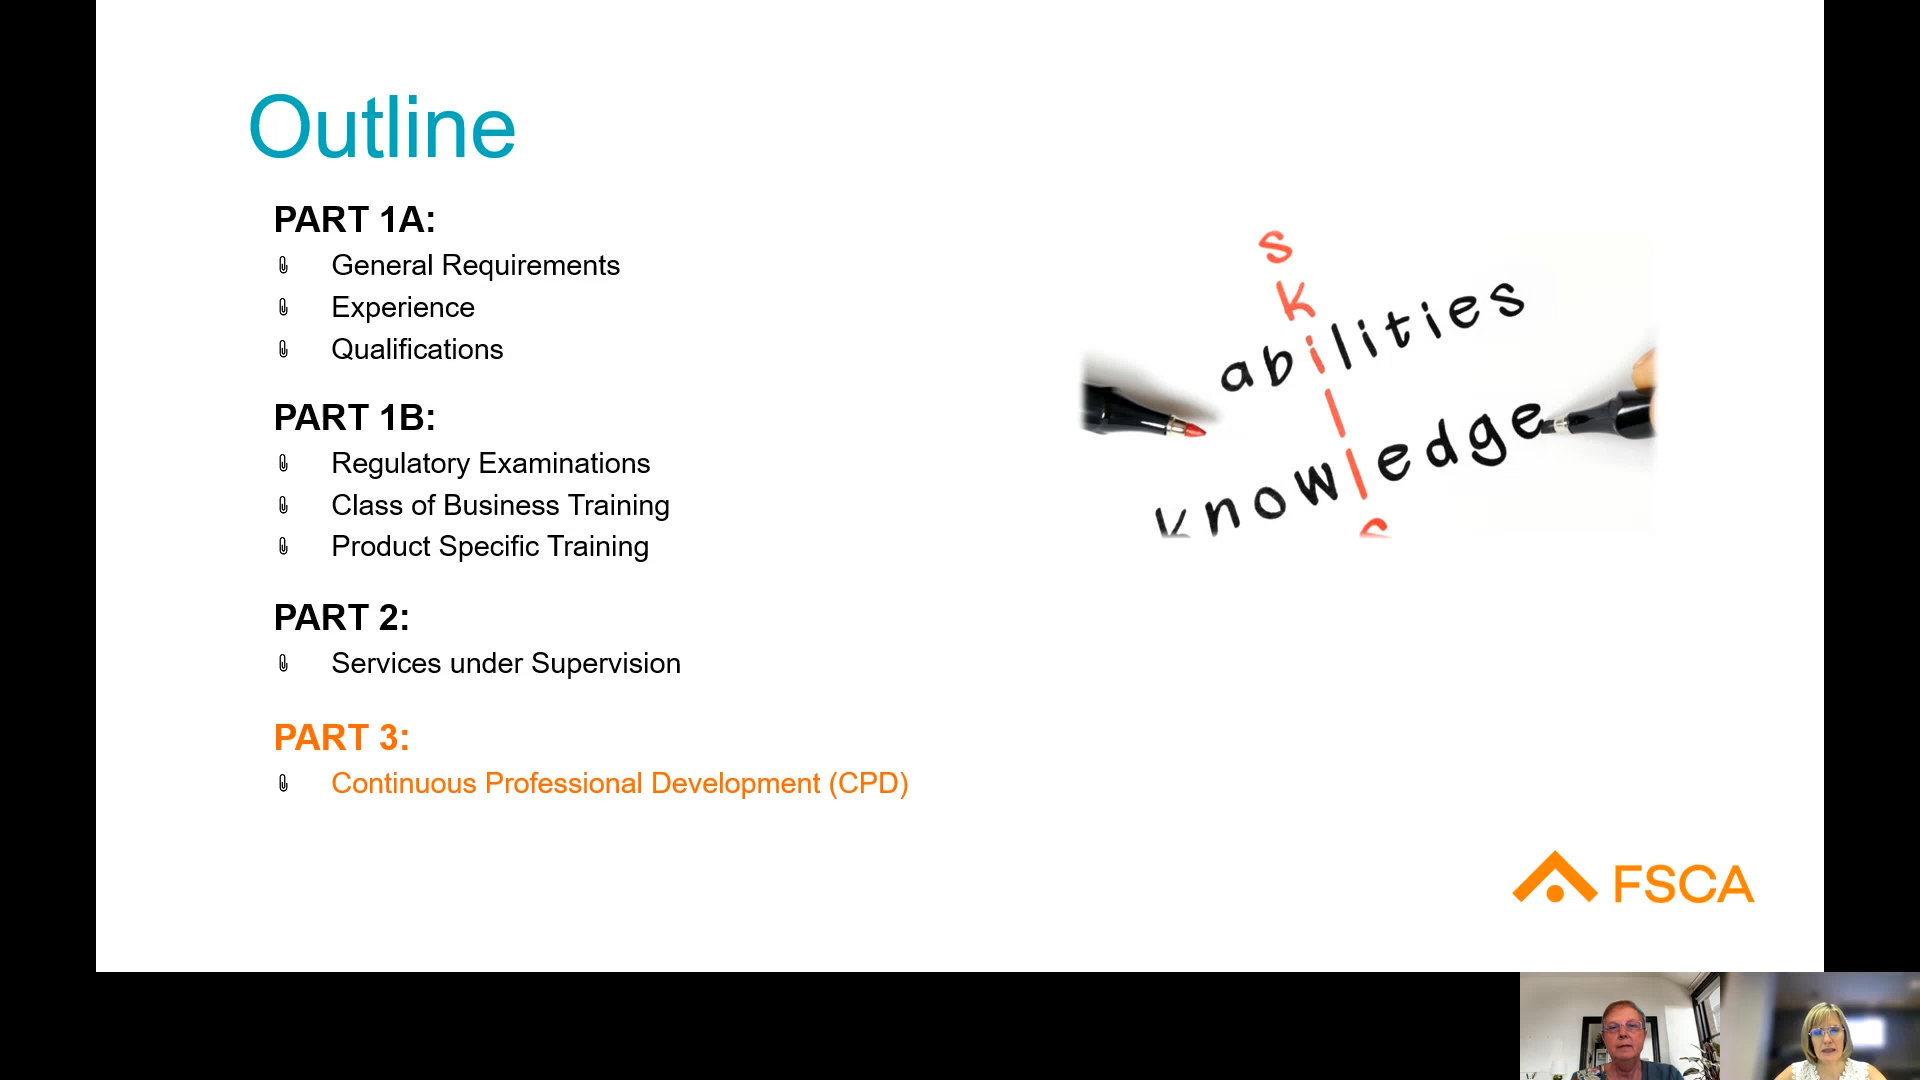 Outline
PART 1A:
General Requirements
Experience
Qualifications
PART 1B:
Regulatory Examinations
Class of Business Training
Product Specific Training
PART 2:
Services under Supervision
PART 3:
Continuous Professional Development (CPD)
skills
abilities
knowledge
FSCA